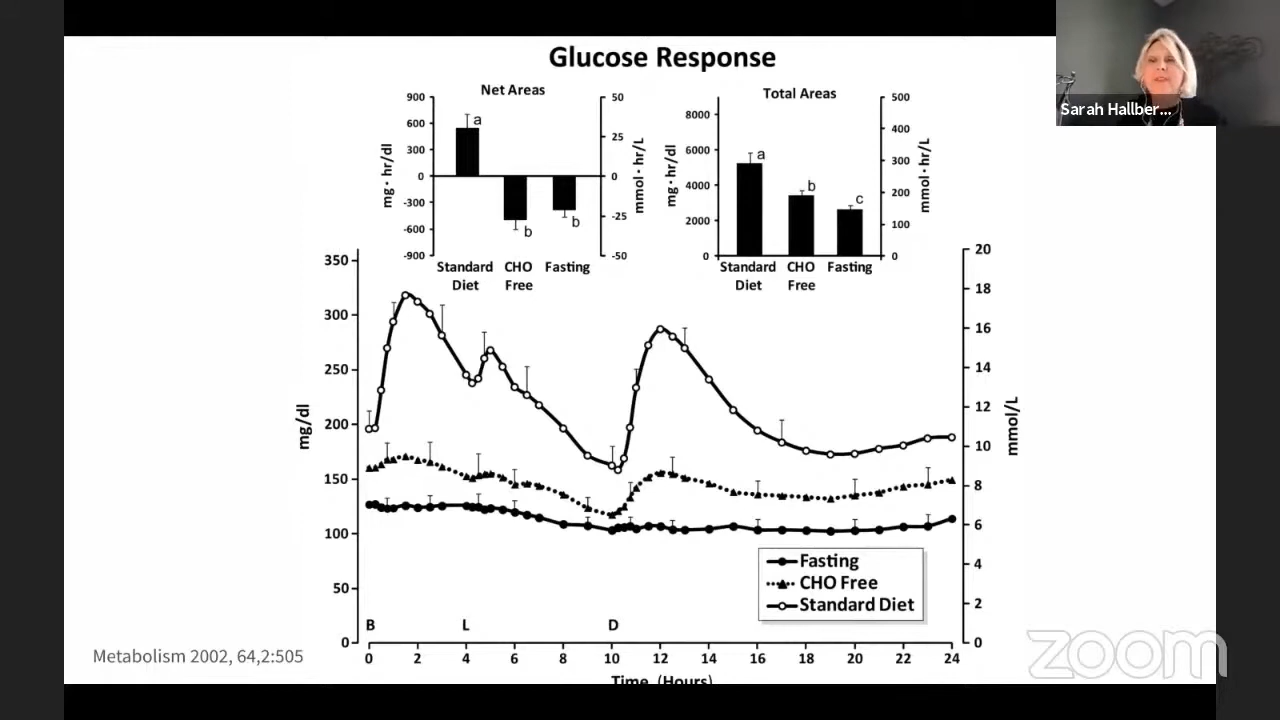 Glucose Response
Net Areas
900
600
300
0
-300
-600
-900
mg · hr/dl
50
25
0
-25
-50
mmol · hr/L
a
b
b
Standard Diet
CHO Free
Fasting
Total Areas
8000
6000
4000
2000
0
mg · hr/dl
500
400
300
200
100
0
mmol · hr/L
a
b
c
Standard Diet
CHO Free
Fasting
Sarah Hallber...
350
300
250
200
150
100
50
0
mg/dl
20
18
16
14
12
10
8
6
4
2
0
mmol/L
Fasting
CHO Free
Standard Diet
B L D
0 2 4 6 8 10 12 14 16 18 20 22 24
Time (Hours)
Metabolism 2002, 64,2:505
zoom